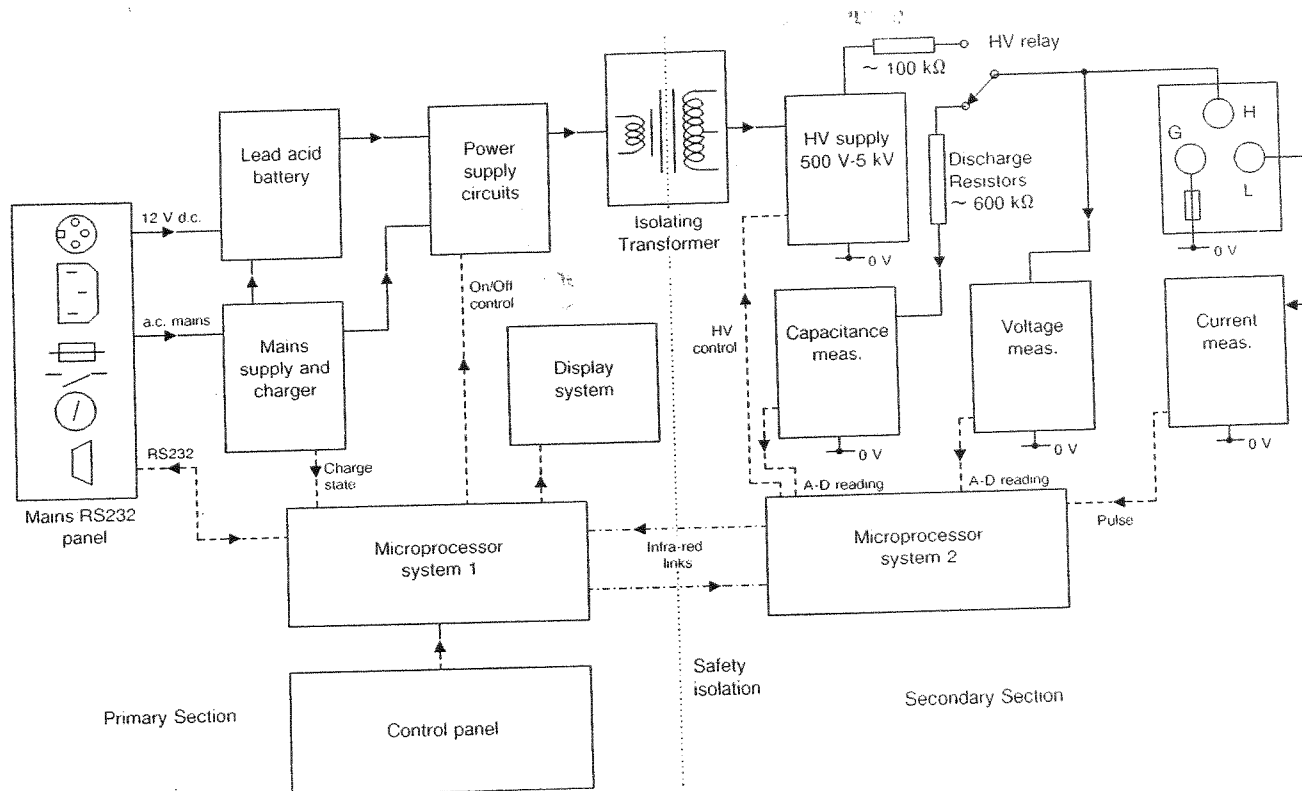 HV relay
~ 100 kΩ
Lead acid
battery
Power
supply
circuits
HV supply
500 V-5 kV
Discharge
Resistors
~ 600 kΩ
G
H
L
0 V
12 V d.c.
Isolating
Transformer
0 V
a.c. mains
Mains
supply and
charger
On/Off
control
Display
system
HV
control
Capacitance
meas.
Voltage
meas.
Current
meas.
0 V
0 V
0 V
RS232
Charge
state
A-D reading
A-D reading
Pulse
Mains RS232
panel
Microprocessor
system 1
Infra-red
links
Microprocessor
system 2
Primary Section
Control panel
Safety
isolation
Secondary Section